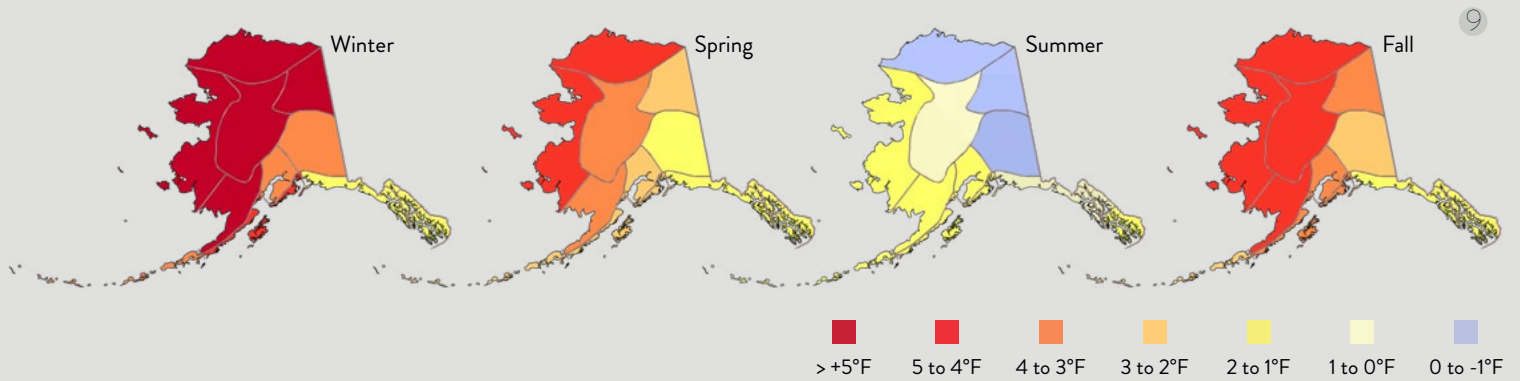 9
Winter
Spring
Summer
Fall
> +5°F
5 to 4°F
4 to 3°F
3 to 2°F
2 to 1°F
1 to 0°F
0 to -1°F